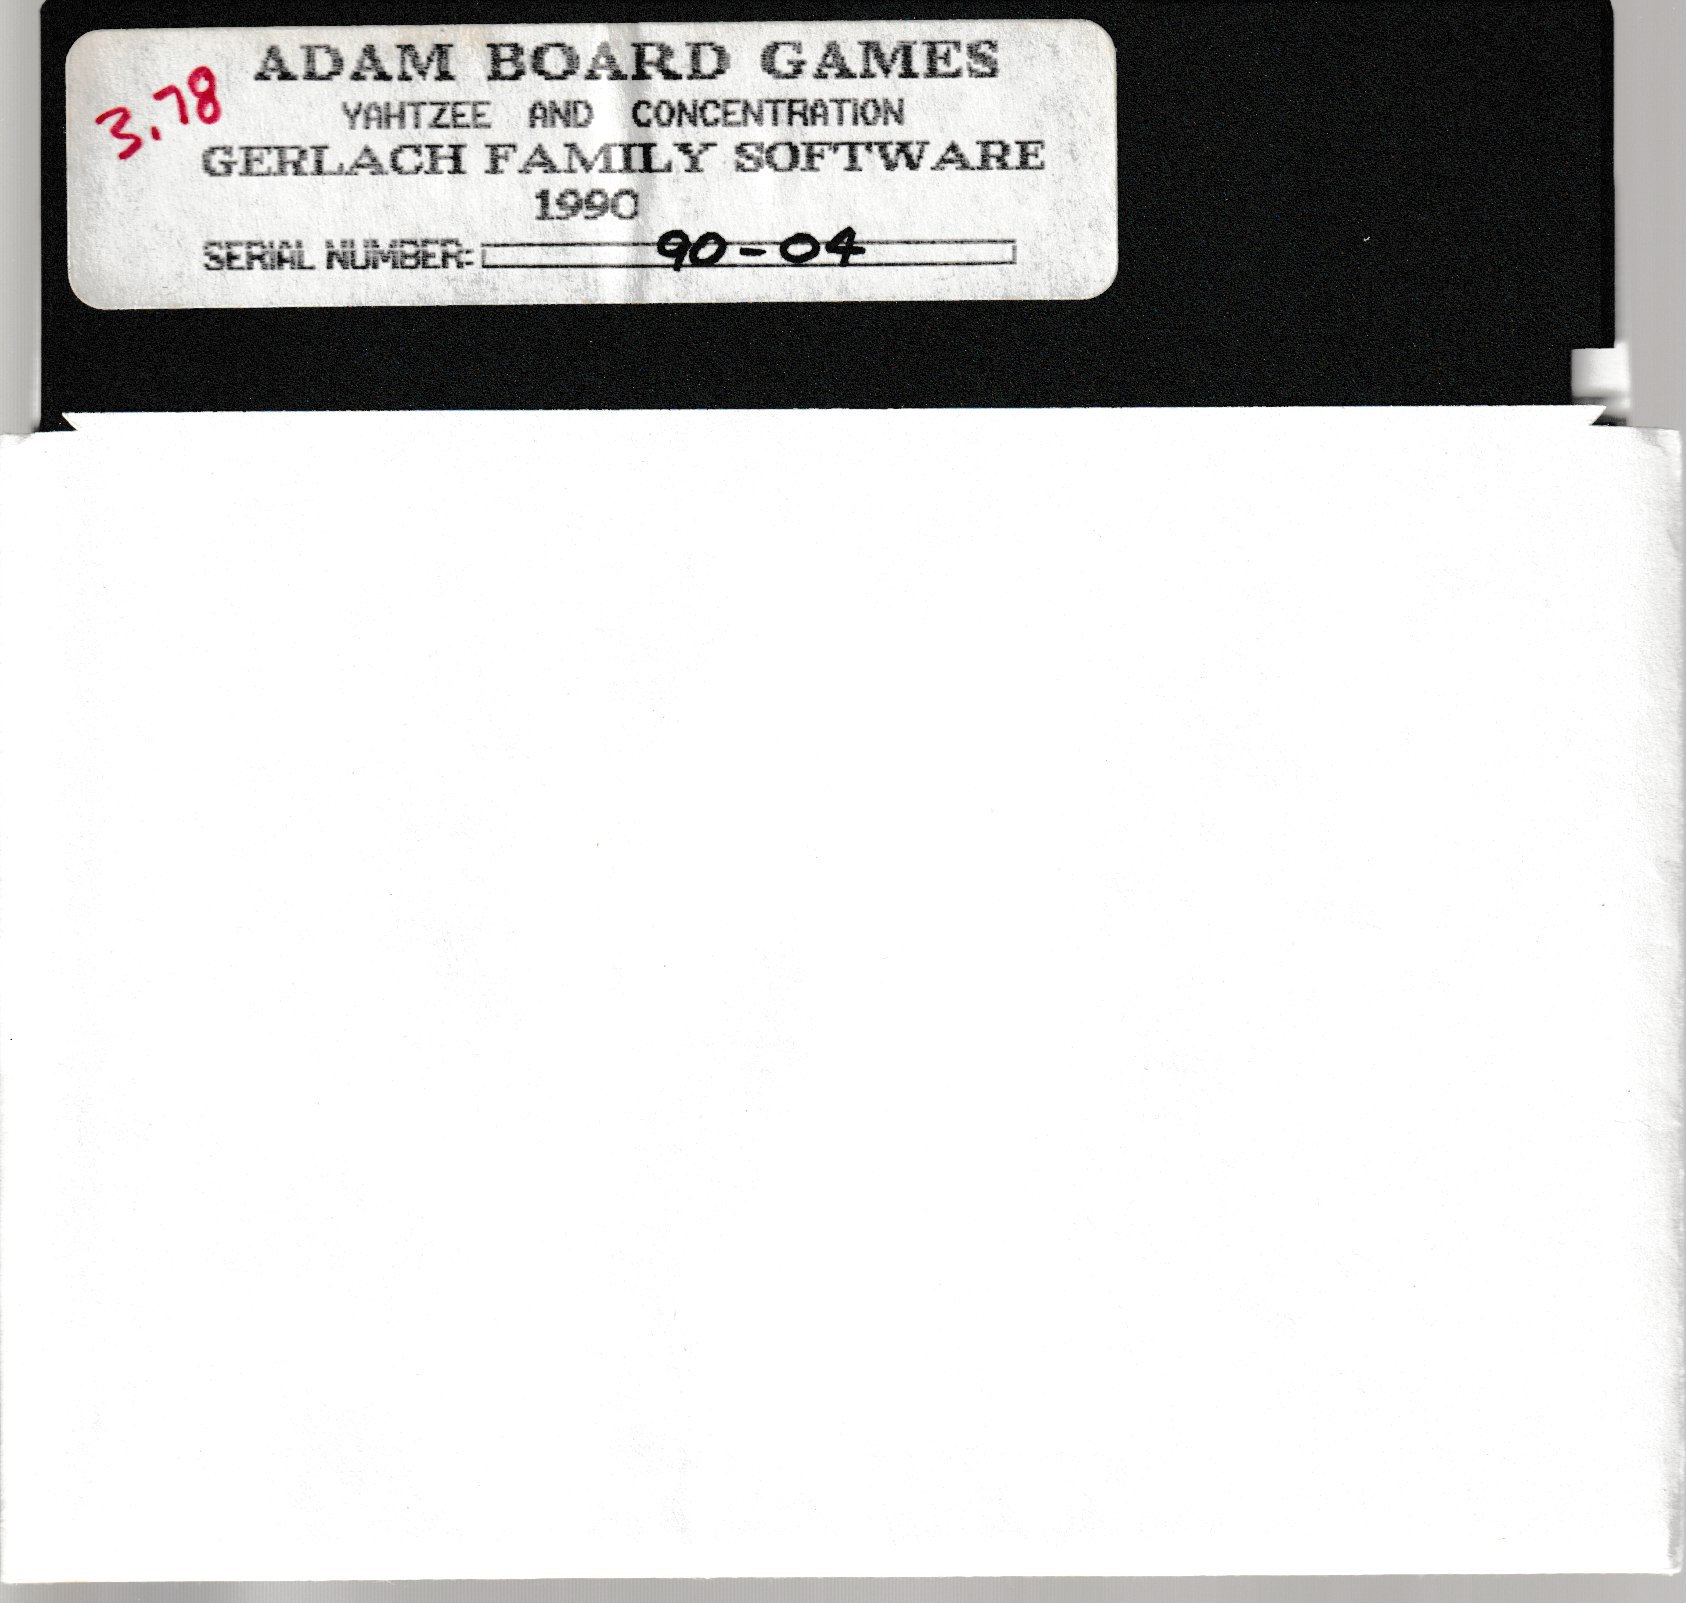 ADAM BOARD GAMES
3.78
YAHTZEE AND CONCENTRATION
GERLACH FAMILY SOFTWARE
1990
SERIAL NUMBER: 90-04